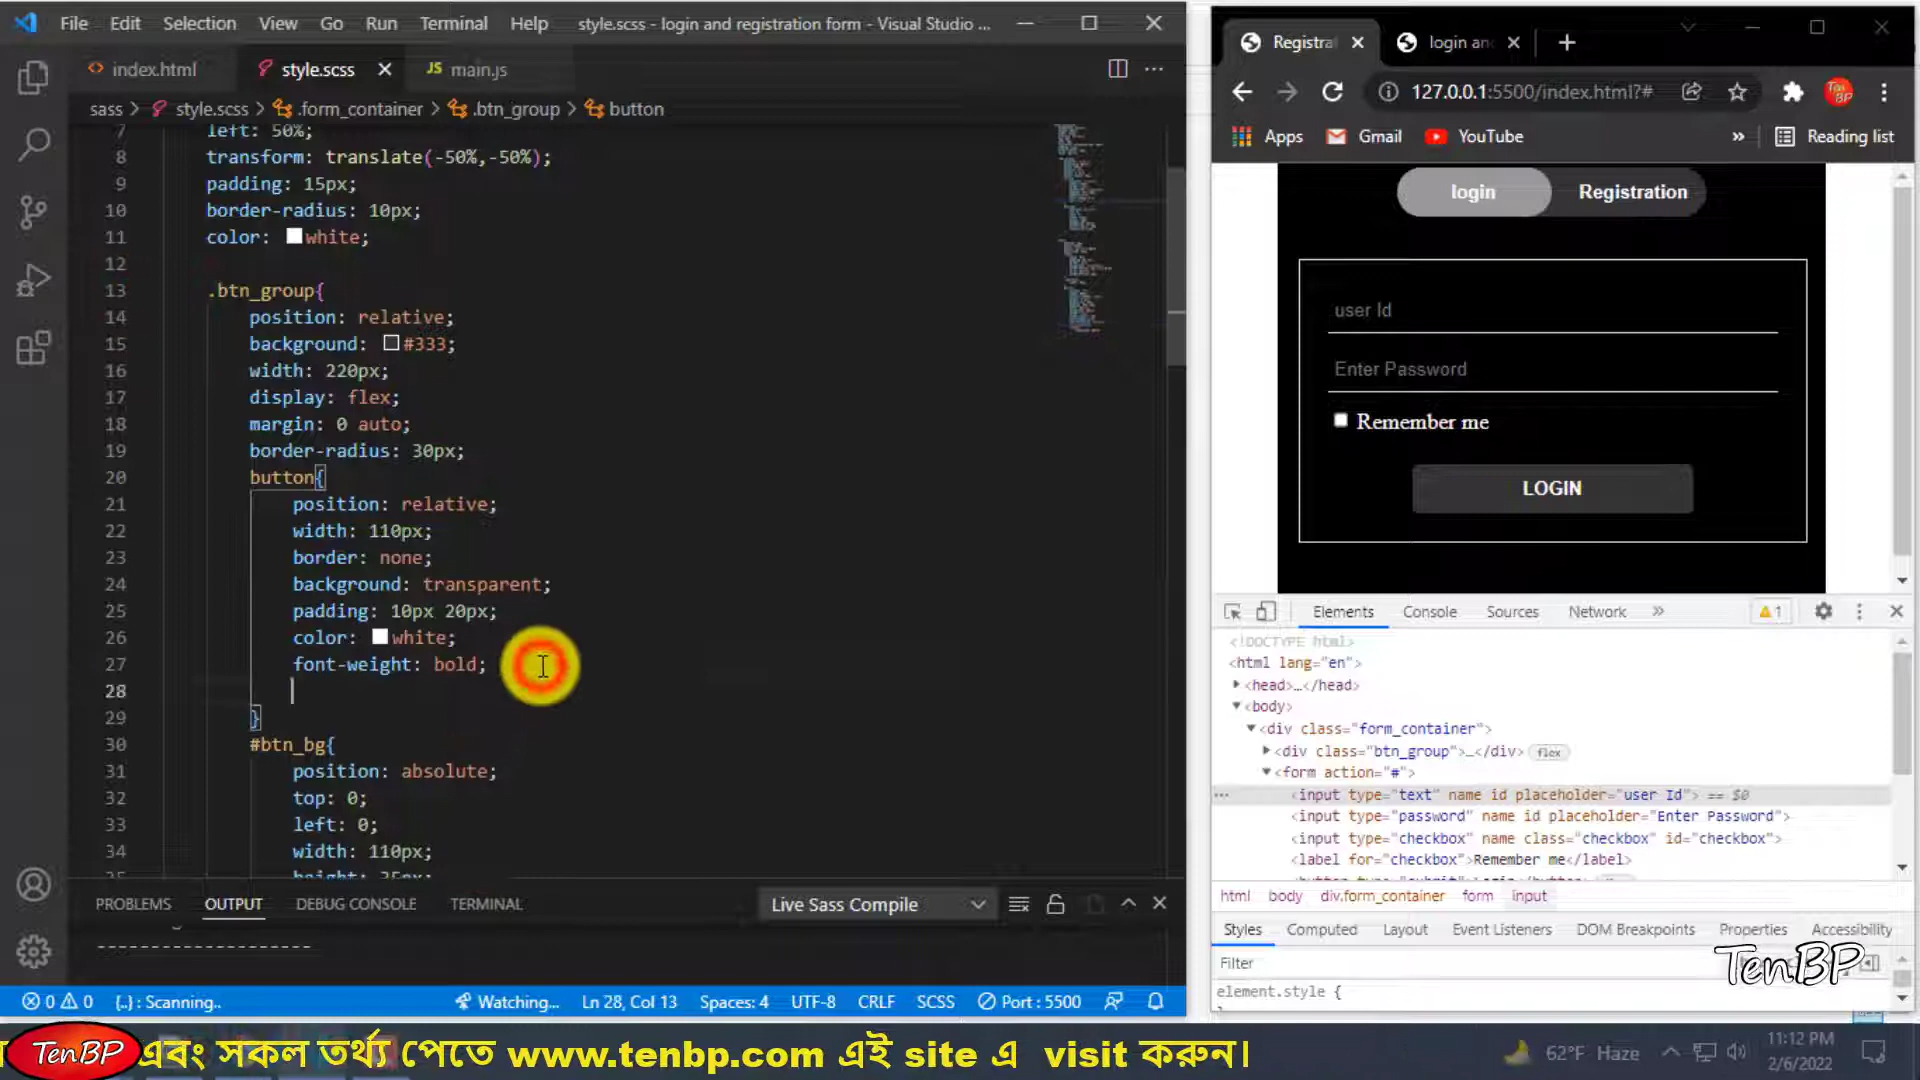 File Edit Selection View Go Run Terminal Help style.scss - login and registration form - Visual Studio ...
index.html style.scss JS main.js
sass > style.scss > .form_container > .btn_group > button
7 left: 50%;
8 transform: translate(-50%,-50%);
9 padding: 15px;
10 border-radius: 10px;
11 color: white;
12
13 .btn_group{
14 position: relative;
15 background: #333;
16 width: 220px;
17 display: flex;
18 margin: 0 auto;
19 border-radius: 30px;
20 button{
21 position: relative;
22 width: 110px;
23 border: none;
24 background: transparent;
25 padding: 10px 20px;
26 color: white;
27 font-weight: bold;
28
29 }
30 #btn_bg{
31 position: absolute;
32 top: 0;
33 left: 0;
34 width: 110px;
PROBLEMS OUTPUT DEBUG CONSOLE TERMINAL Live Sass Compile
--------------------
0 0 {..} : Scanning.. Watching... Ln 28, Col 13 Spaces: 4 UTF-8 CRLF SCSS Port : 5500
Registrat login and
127.0.0.1:5500/index.html?#
Apps Gmail YouTube » Reading list
login Registration
user Id
Enter Password
Remember me
LOGIN
Elements Console Sources Network » 1
<!DOCTYPE html>
<html lang="en">
<head>…</head>
<body>
<div class="form_container">
<div class="btn_group">…</div> flex
<form action="#">
<input type="text" name id placeholder="user Id"> == $0
<input type="password" name id placeholder="Enter Password">
<input type="checkbox" name class="checkbox" id="checkbox">
<label for="checkbox">Remember me</label>
html body div.form_container form input
Styles Computed Layout Event Listeners DOM Breakpoints Properties Accessibility
Filter
TenBP
element.style {
TenBP এবং সকল তথ্য পেতে www.tenbp.com এই site এ visit করুন।
62°F Haze
11:12 PM
2/6/2022